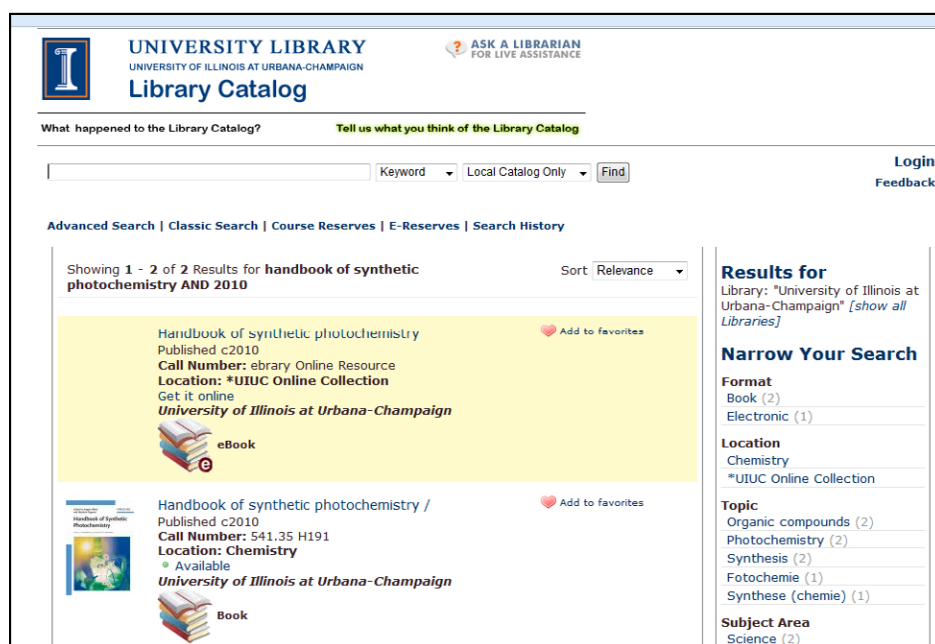 UNIVERSITY LIBRARY
UNIVERSITY OF ILLINOIS AT URBANA-CHAMPAIGN
Library Catalog
ASK A LIBRARIAN
FOR LIVE ASSISTANCE
What happened to the Library Catalog?
Tell us what you think of the Library Catalog
Keyword
Local Catalog Only
Find
Login
Feedback
Advanced Search | Classic Search | Course Reserves | E-Reserves | Search History
Showing 1 - 2 of 2 Results for handbook of synthetic
photochemistry AND 2010
Sort Relevance
Handbook of synthetic photochemistry
Published c2010
Call Number: ebrary Online Resource
Location: *UIUC Online Collection
Get it online
University of Illinois at Urbana-Champaign
eBook
Add to favorites
Handbook of Synthetic
Photochemistry
Handbook of synthetic photochemistry /
Published c2010
Call Number: 541.35 H191
Location: Chemistry
Available
University of Illinois at Urbana-Champaign
Book
Add to favorites
Results for
Library: "University of Illinois at
Urbana-Champaign" [show all
Libraries]
Narrow Your Search
Format
Book (2)
Electronic (1)
Location
Chemistry
*UIUC Online Collection
Topic
Organic compounds (2)
Photochemistry (2)
Synthesis (2)
Fotochemie (1)
Synthese (chemie) (1)
Subject Area
Science (2)